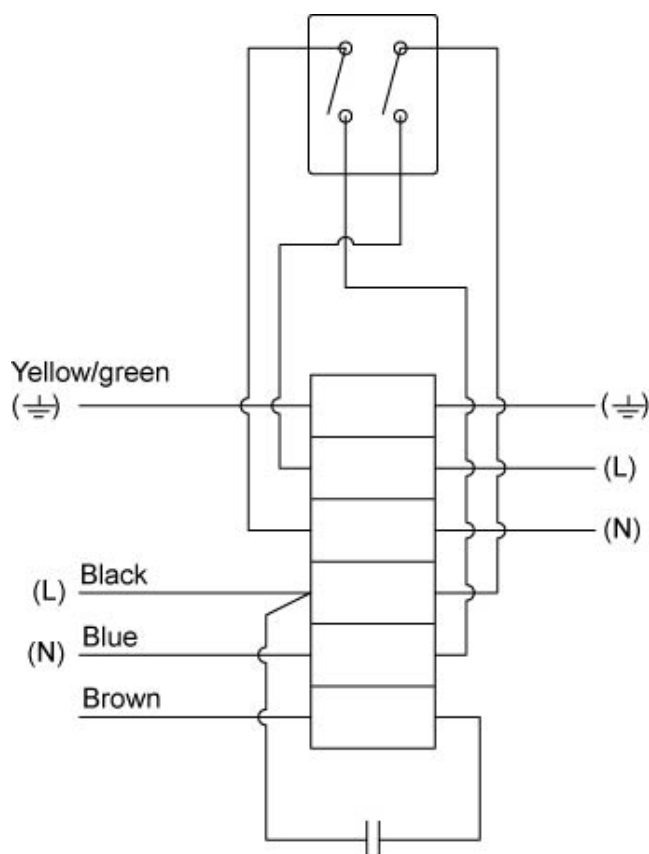 Yellow/green
(⏚) (⏚)
(L)
(N)
(L) Black
(N) Blue
Brown